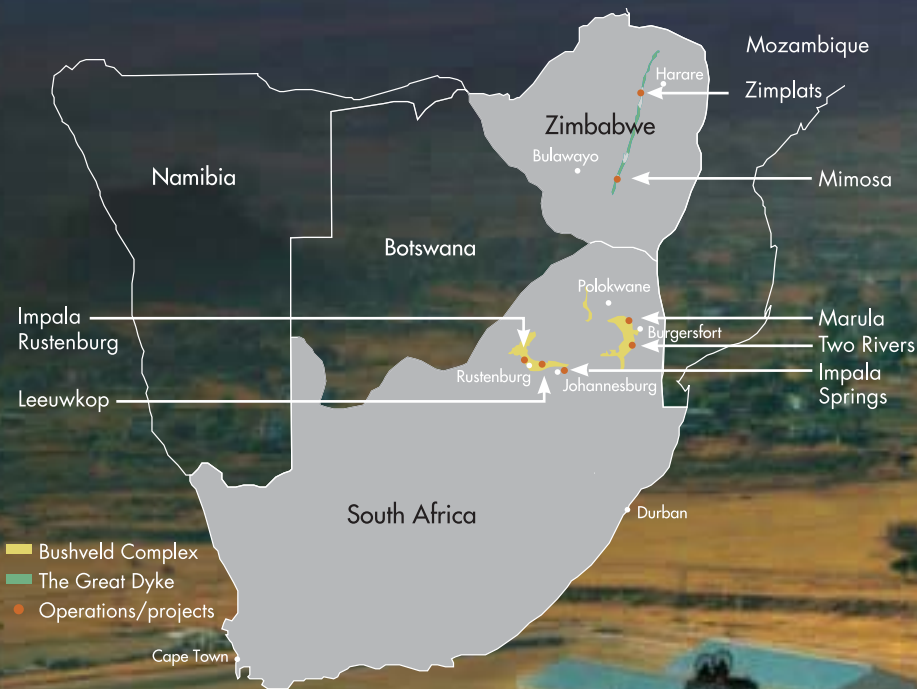 Mozambique
Harare
Zimplats
Zimbabwe
Bulawayo
Namibia
Mimosa
Botswana
Polokwane
Impala
Rustenburg
Marula
Burgersfort
Two Rivers
Rustenburg
Johannesburg
Impala
Springs
Leeuwkop
South Africa
Durban
Bushveld Complex
The Great Dyke
Operations/projects
Cape Town